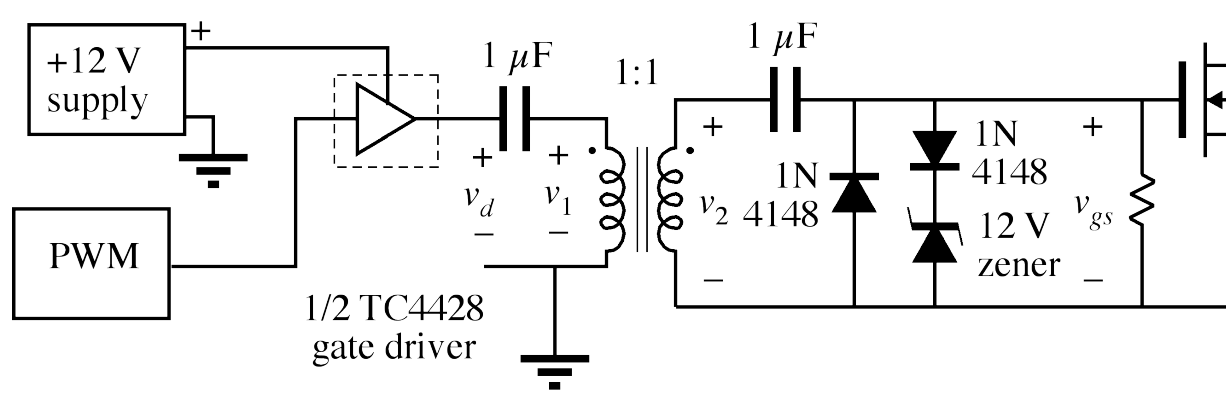 +
+12 V
supply
1 μF
1:1
1 μF
+
+
v_d
v_1
−
−
+
v_2
−
1N
4148
1N
4148
12 V
zener
+
v_gs
−
PWM
1/2 TC4428
gate driver